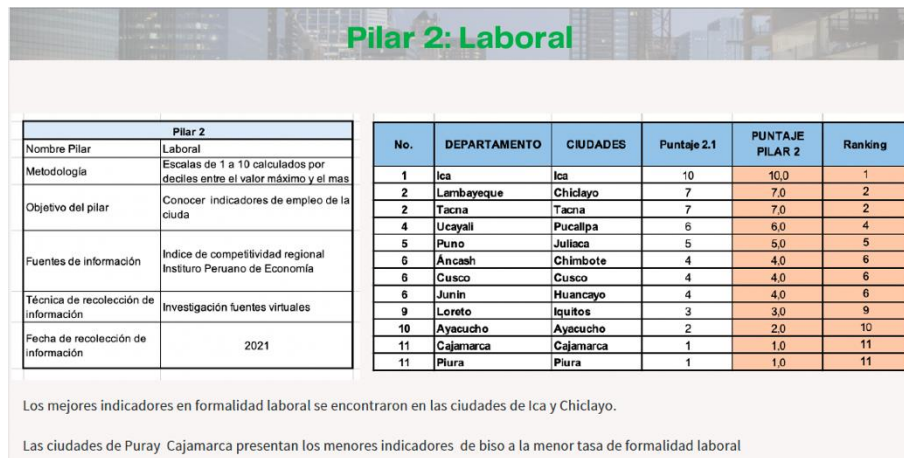 Pilar 2: Laboral
Pilar 2
Nombre Pilar Laboral
Metodología Escalas de 1 a 10 calculados por
deciles entre el valor máximo y el mas
Objetivo del pilar Conocer indicadores de empleo de la
ciuda
Fuentes de información Indice de competitividad regional
Instituro Peruano de Economía
Técnica de recolección de
información Investigación fuentes virtuales
Fecha de recolección de
información 2021
No. DEPARTAMENTO CIUDADES Puntaje 2.1 PUNTAJE
PILAR 2 Ranking
1 Ica Ica 10 10,0 1
2 Lambayeque Chiclayo 7 7,0 2
2 Tacna Tacna 7 7,0 2
4 Ucayali Pucallpa 6 6,0 4
5 Puno Juliaca 5 5,0 5
6 Áncash Chimbote 4 4,0 6
6 Cusco Cusco 4 4,0 6
6 Junin Huancayo 4 4,0 6
9 Loreto Iquitos 3 3,0 9
10 Ayacucho Ayacucho 2 2,0 10
11 Cajamarca Cajamarca 1 1,0 11
11 Piura Piura 1 1,0 11
Los mejores indicadores en formalidad laboral se encontraron en las ciudades de Ica y Chiclayo.
Las ciudades de Puray Cajamarca presentan los menores indicadores de biso a la menor tasa de formalidad laboral